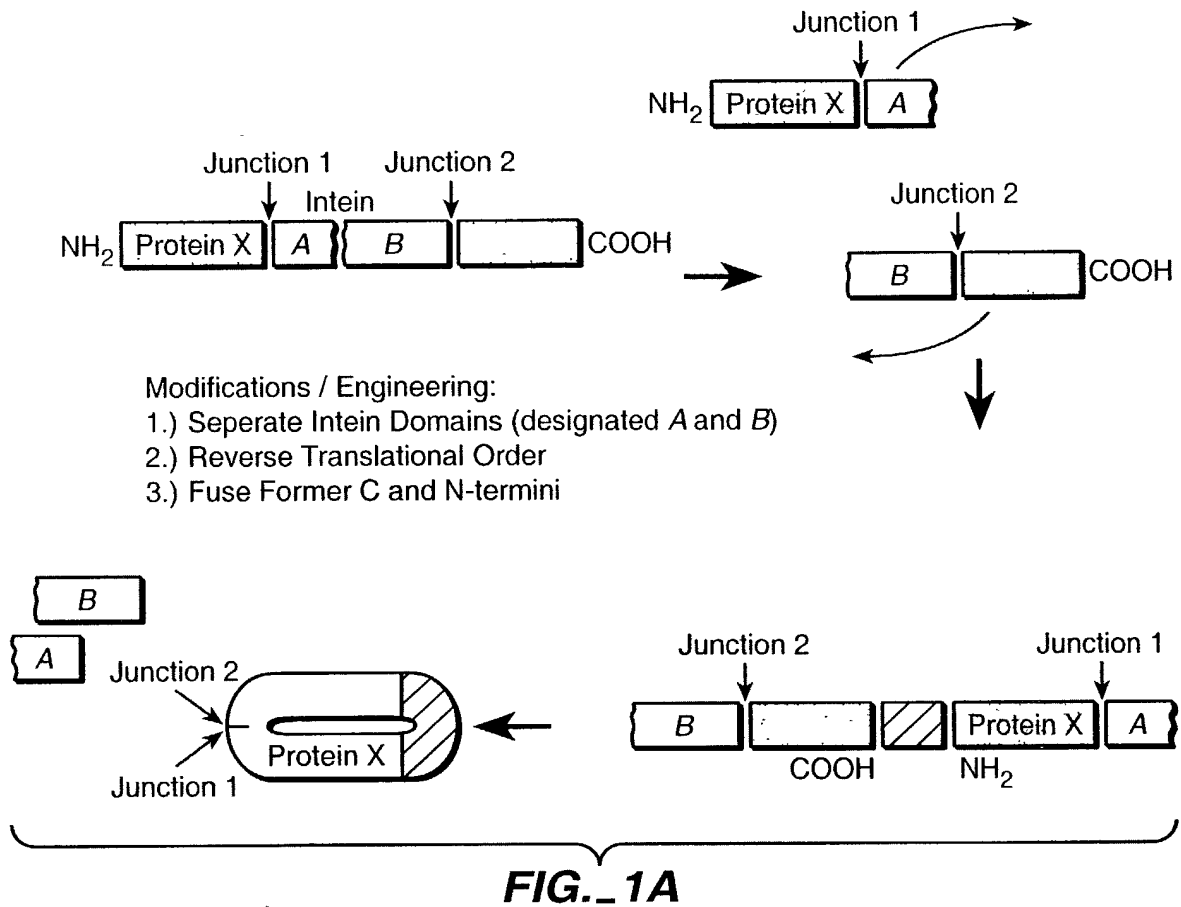 Junction 1
NH2 Protein X A
Junction 1 Junction 2
Intein
NH2 Protein X A B COOH
Junction 2
B COOH
Modifications / Engineering:
1.) Seperate Intein Domains (designated A and B)
2.) Reverse Translational Order
3.) Fuse Former C and N-termini
B
A
Junction 2
Protein X
Junction 1
Junction 2 Junction 1
B Protein X A
COOH NH2
FIG._1A